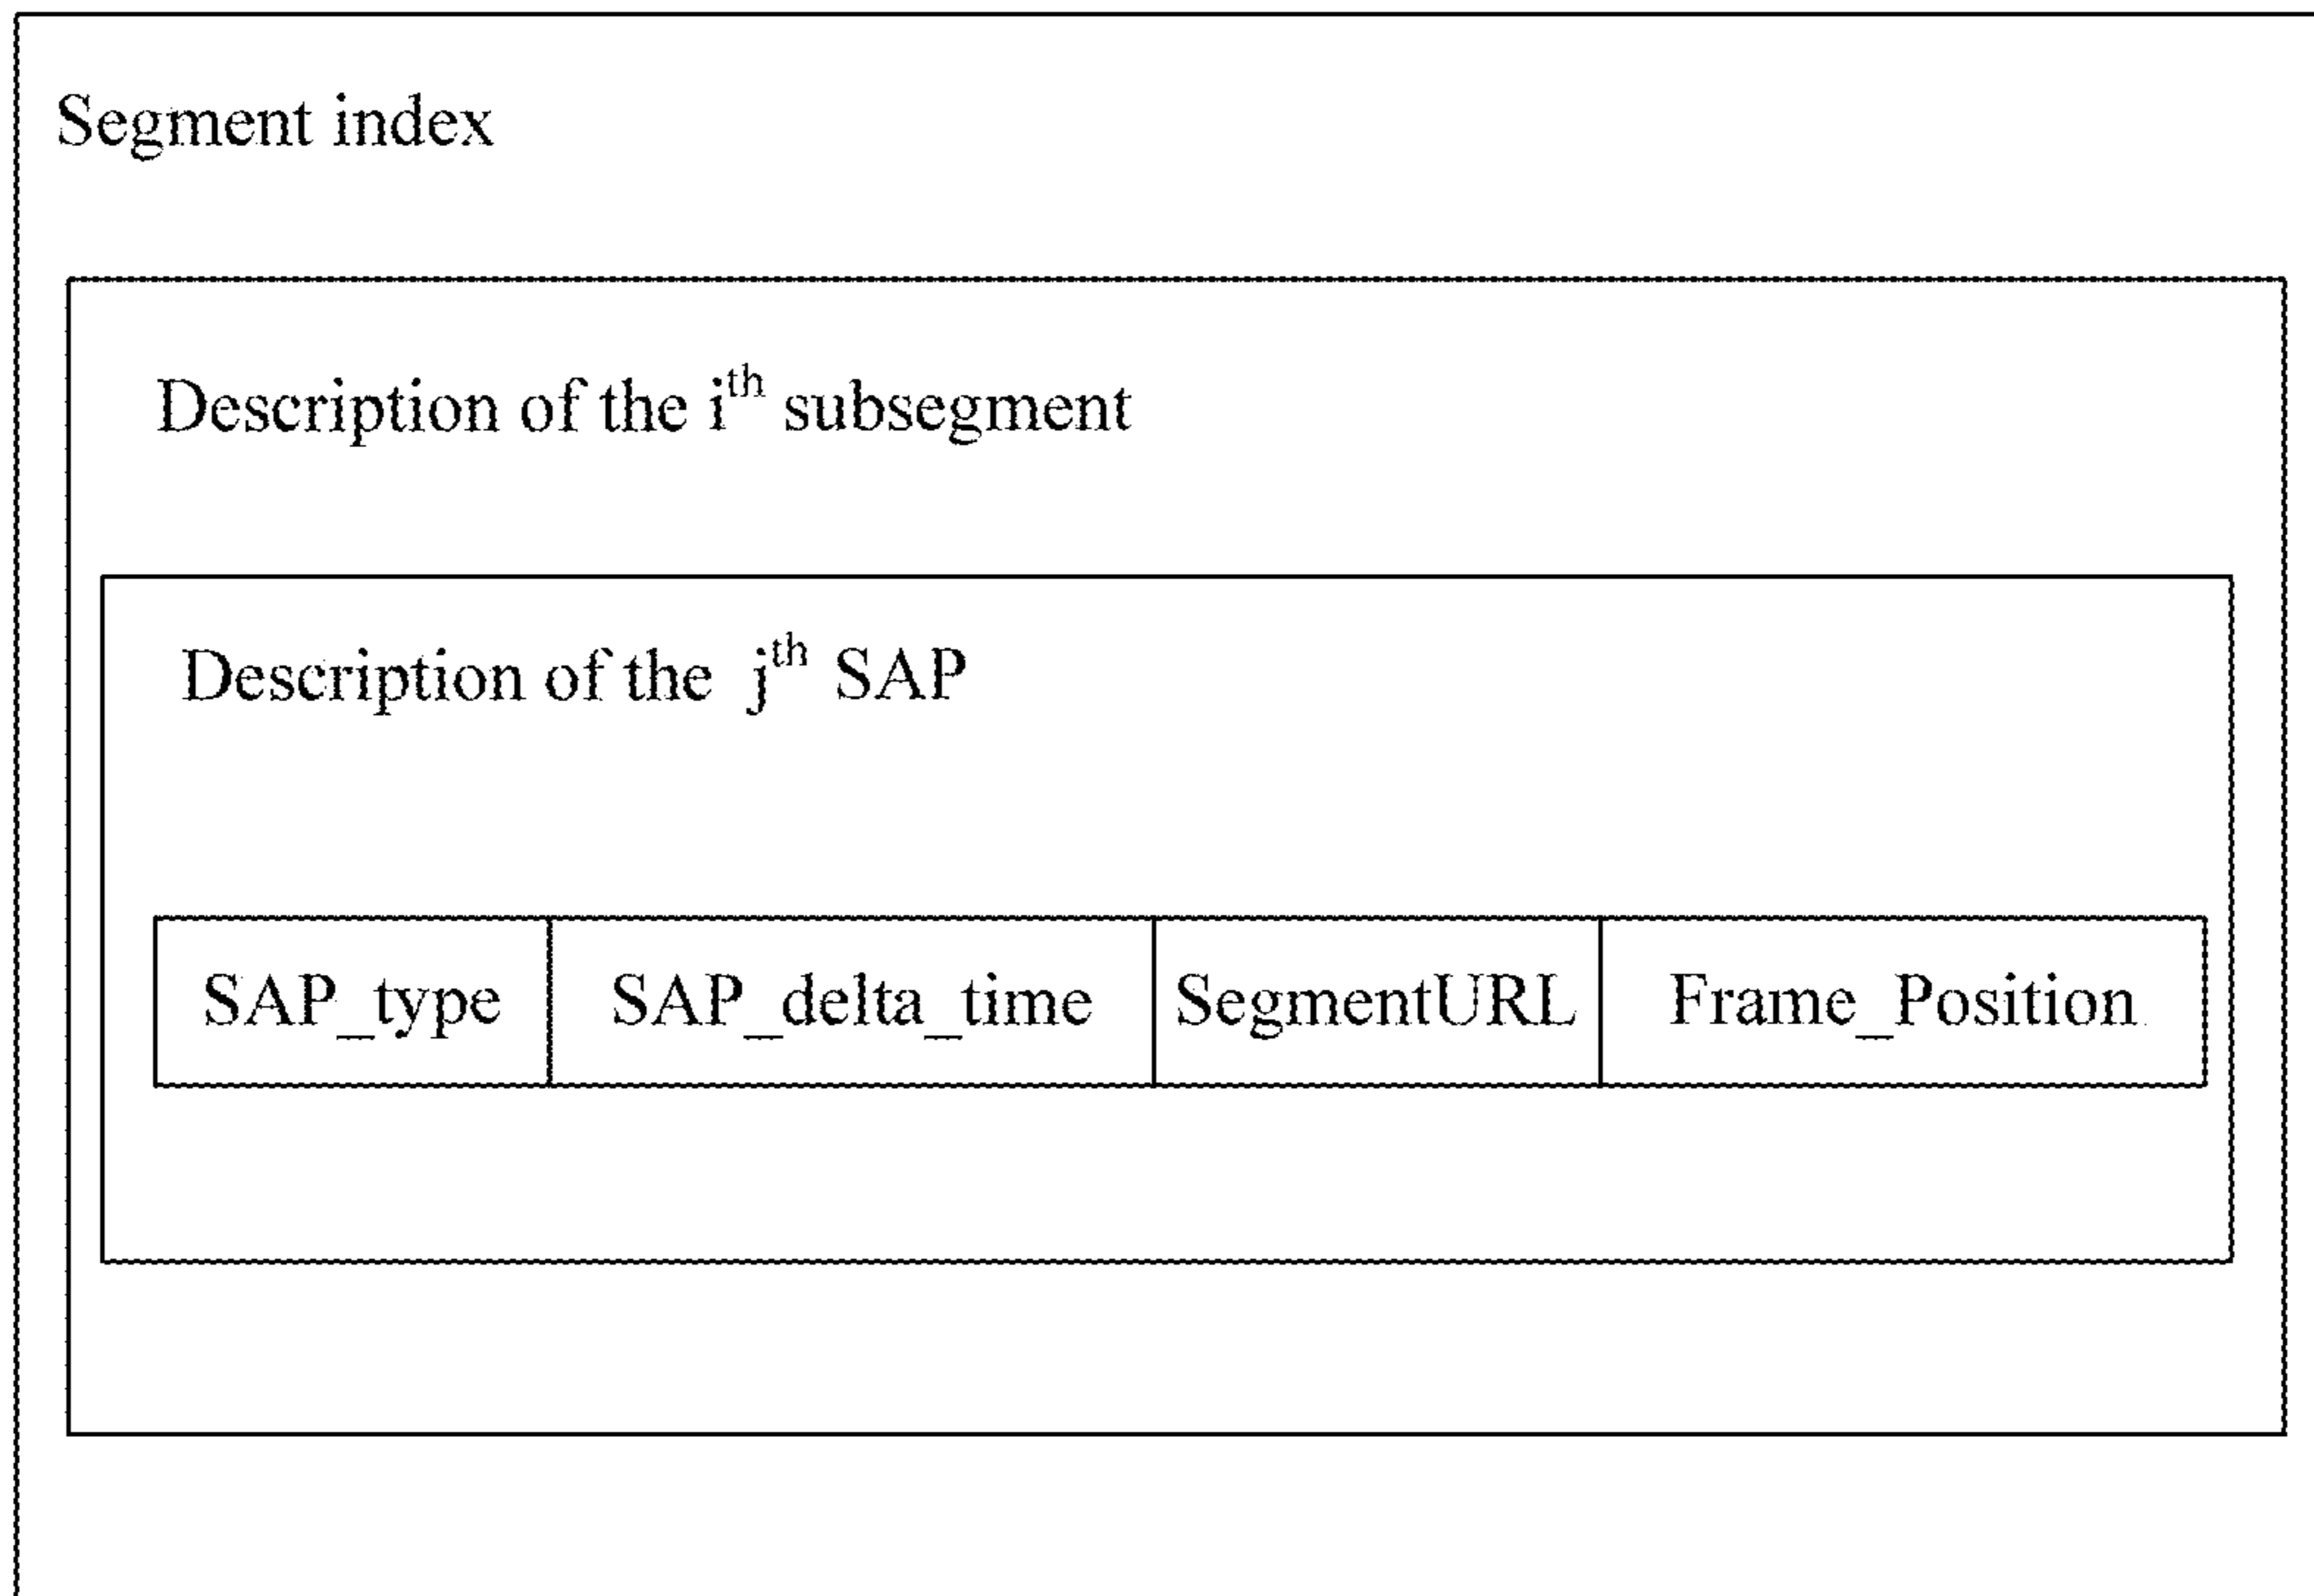 Segment index
Description of the i^th subsegment
Description of the j^th SAP
SAP_type SAP_delta_time SegmentURL Frame_Position